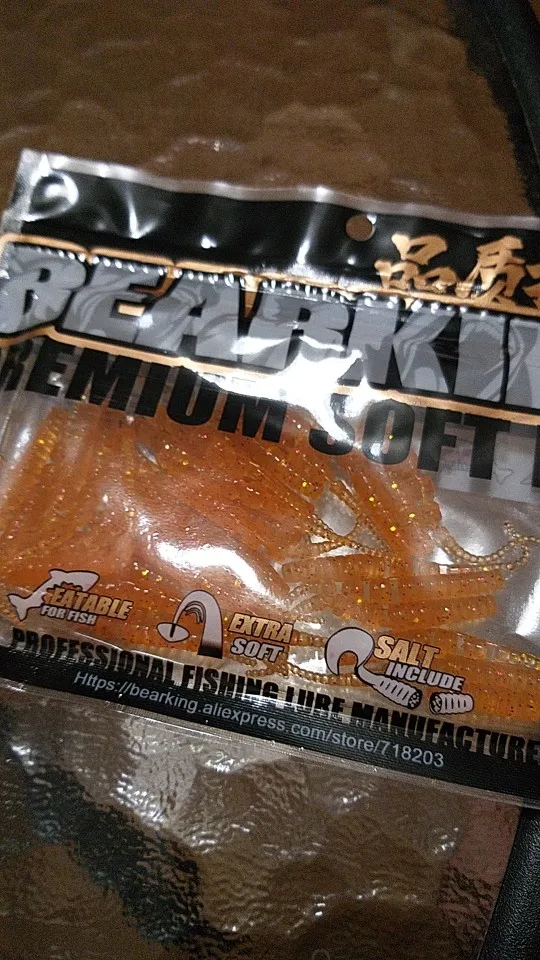 品质
BEARKI
REMIUM SOFT
EATABLE
FOR FISH
EXTRA
SOFT
SALT
INCLUDE
PROFESSIONAL FISHING LURE MANUFACTURE
Https://bearking.aliexpress.com/store/718203